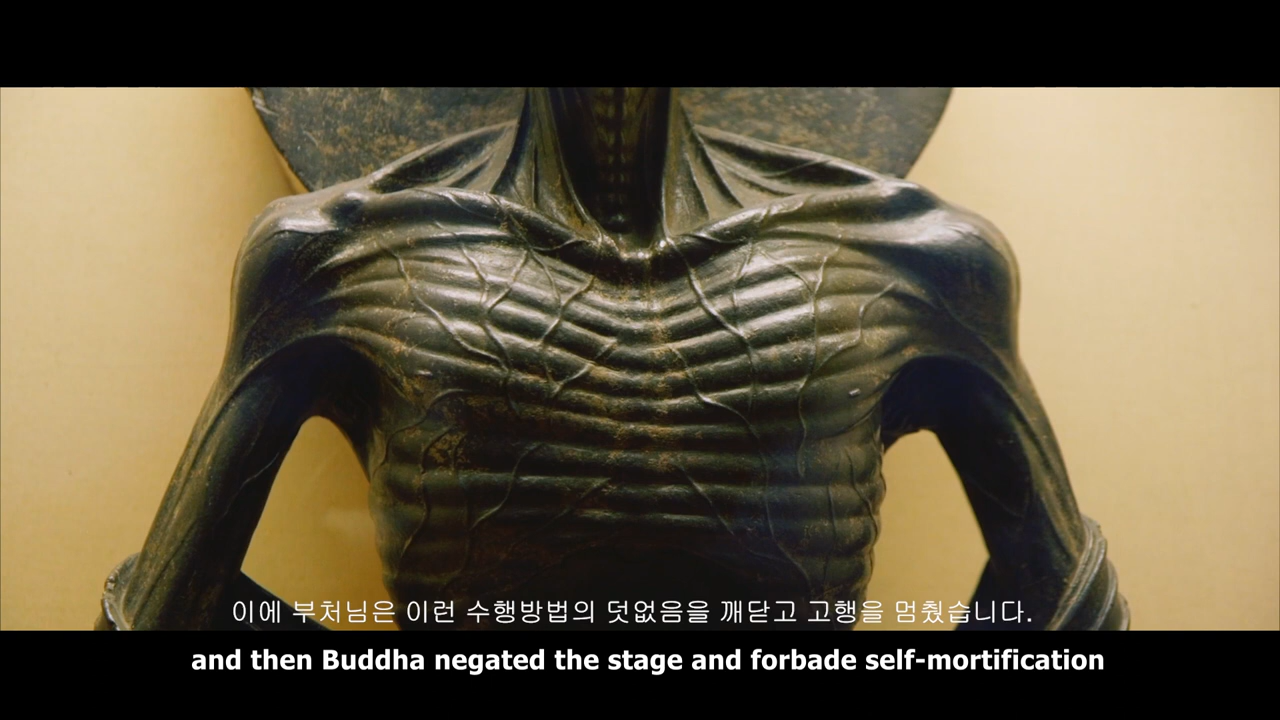 이에 부처님은 이런 수행방법의 덧없음을 깨닫고 고행을 멈췄습니다.
and then Buddha negated the stage and forbade self-mortification